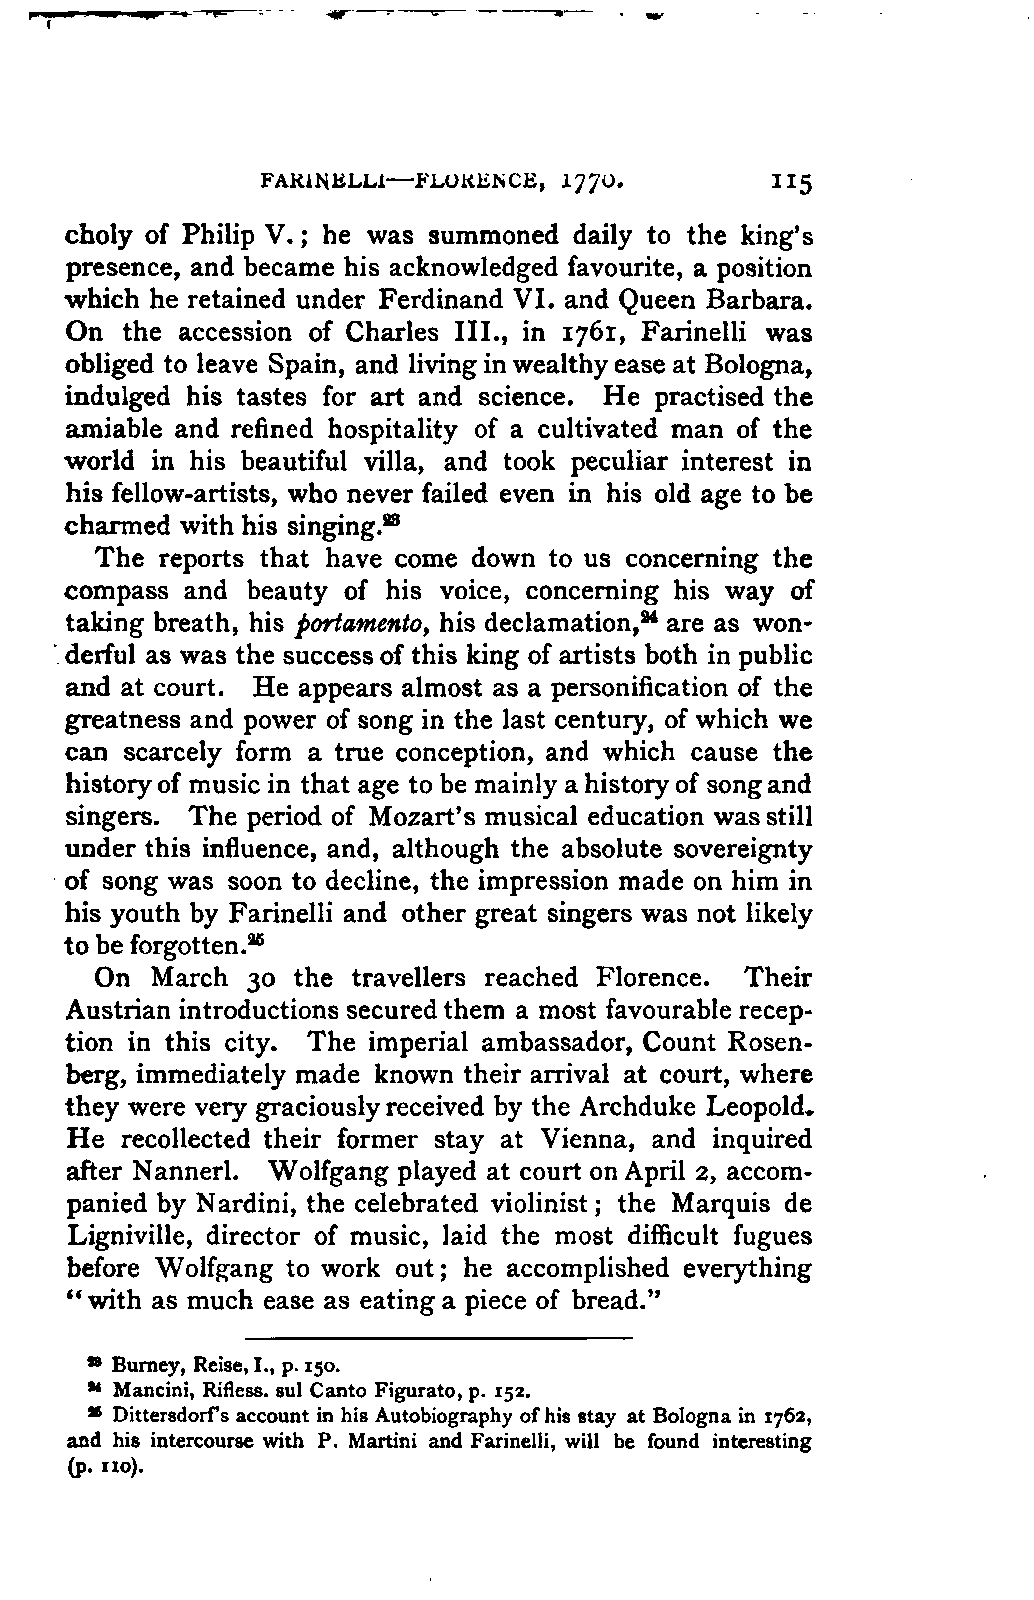 FARINELLI—FLORENCE, 1770. 115
choly of Philip V.; he was summoned daily to the king's
presence, and became his acknowledged favourite, a position
which he retained under Ferdinand VI. and Queen Barbara.
On the accession of Charles III., in 1761, Farinelli was
obliged to leave Spain, and living in wealthy ease at Bologna,
indulged his tastes for art and science. He practised the
amiable and refined hospitality of a cultivated man of the
world in his beautiful villa, and took peculiar interest in
his fellow-artists, who never failed even in his old age to be
charmed with his singing.²³
The reports that have come down to us concerning the
compass and beauty of his voice, concerning his way of
taking breath, his portamento, his declamation,²⁴ are as won-
derful as was the success of this king of artists both in public
and at court. He appears almost as a personification of the
greatness and power of song in the last century, of which we
can scarcely form a true conception, and which cause the
history of music in that age to be mainly a history of song and
singers. The period of Mozart's musical education was still
under this influence, and, although the absolute sovereignty
of song was soon to decline, the impression made on him in
his youth by Farinelli and other great singers was not likely
to be forgotten.²⁵
On March 30 the travellers reached Florence. Their
Austrian introductions secured them a most favourable recep-
tion in this city. The imperial ambassador, Count Rosen-
berg, immediately made known their arrival at court, where
they were very graciously received by the Archduke Leopold.
He recollected their former stay at Vienna, and inquired
after Nannerl. Wolfgang played at court on April 2, accom-
panied by Nardini, the celebrated violinist; the Marquis de
Ligniville, director of music, laid the most difficult fugues
before Wolfgang to work out; he accomplished everything
"with as much ease as eating a piece of bread."
²³ Burney, Reise, I., p. 150.
²⁴ Mancini, Rifless. sul Canto Figurato, p. 152.
²⁵ Dittersdorf's account in his Autobiography of his stay at Bologna in 1762,
and his intercourse with P. Martini and Farinelli, will be found interesting
(p. 110).